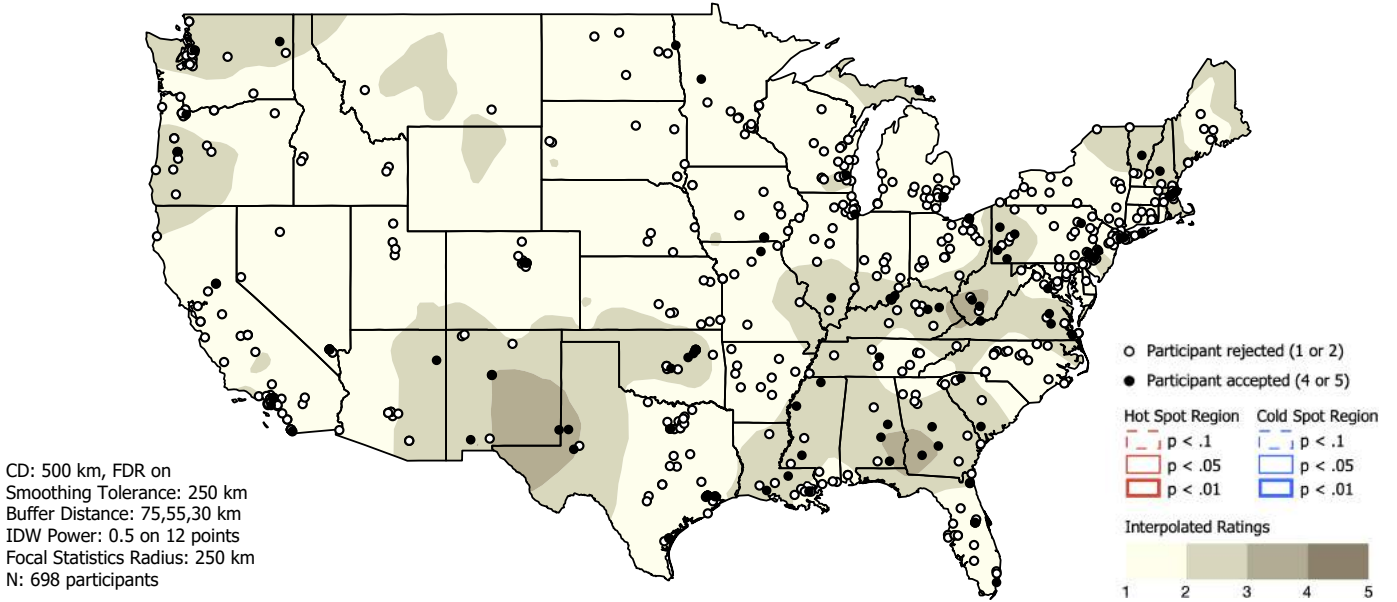 CD: 500 km, FDR on
Smoothing Tolerance: 250 km
Buffer Distance: 75,55,30 km
IDW Power: 0.5 on 12 points
Focal Statistics Radius: 250 km
N: 698 participants
Participant rejected (1 or 2)
Participant accepted (4 or 5)
Hot Spot Region Cold Spot Region
p < .1 p < .1
p < .05 p < .05
p < .01 p < .01
Interpolated Ratings
1 2 3 4 5